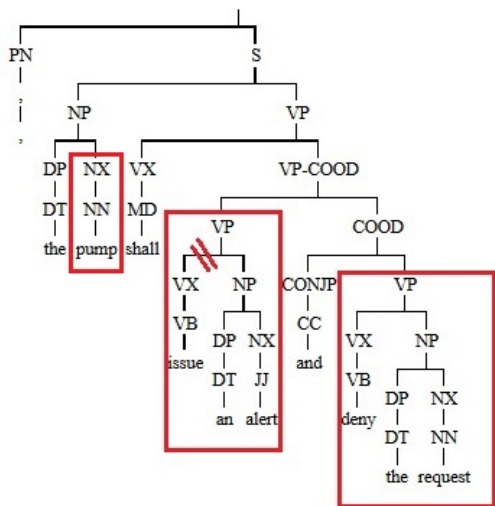 PN S
,
,
NP VP
DP NX VX VP-COOD
DT NN MD VP COOD
the pump shall
VX NP CONJP VP
VB DP NX CC VX NP
issue and
DT JJ VB DP NX
an alert deny DT NN
the request